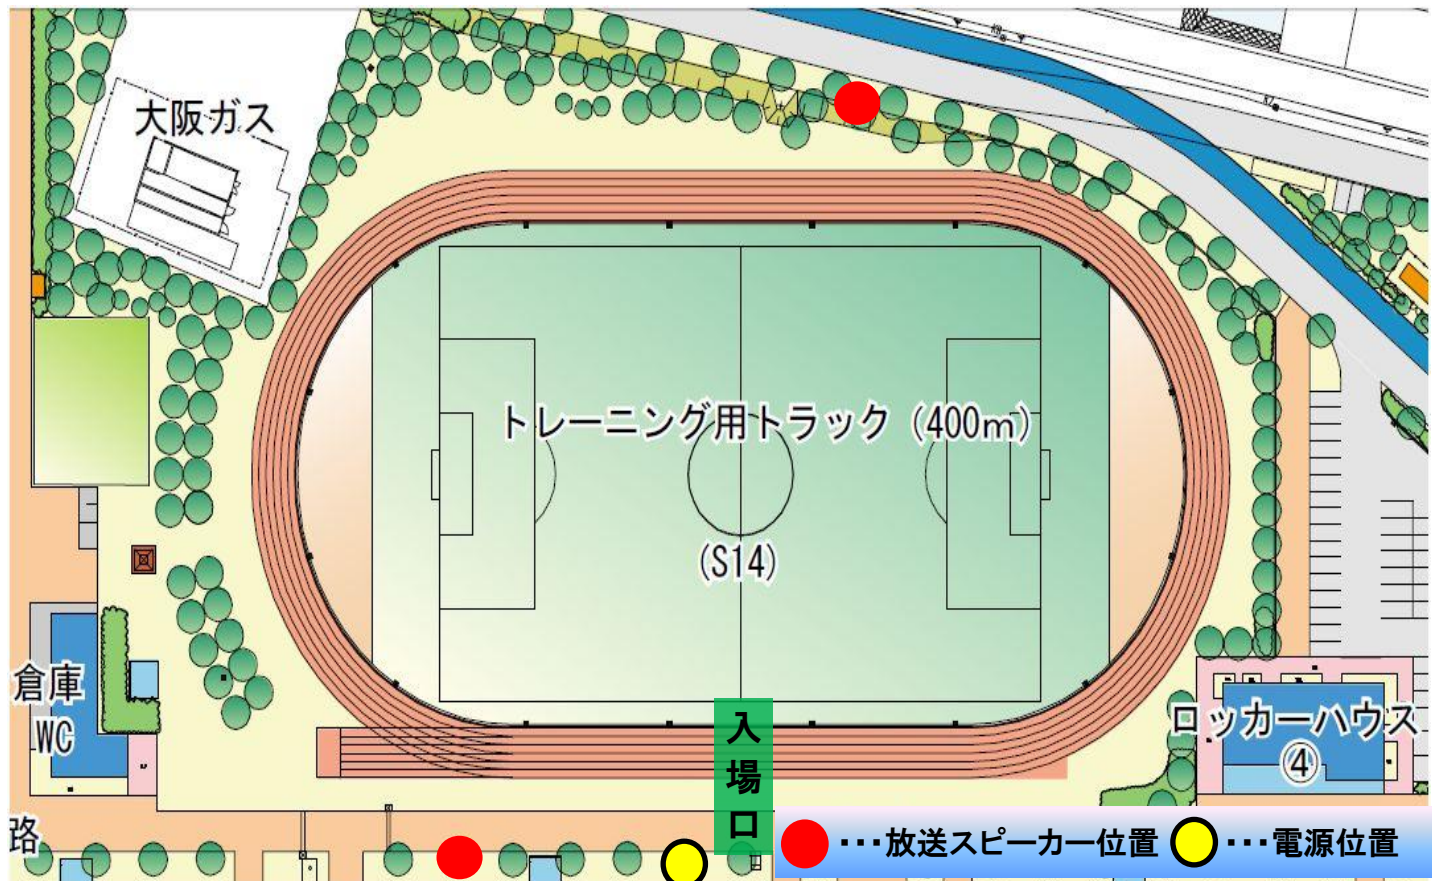 大阪ガス
トレーニング用トラック（400m）
(S14)
倉庫
WC
ロッカーハウス
④
入場口
路
・・・放送スピーカー位置
・・・電源位置